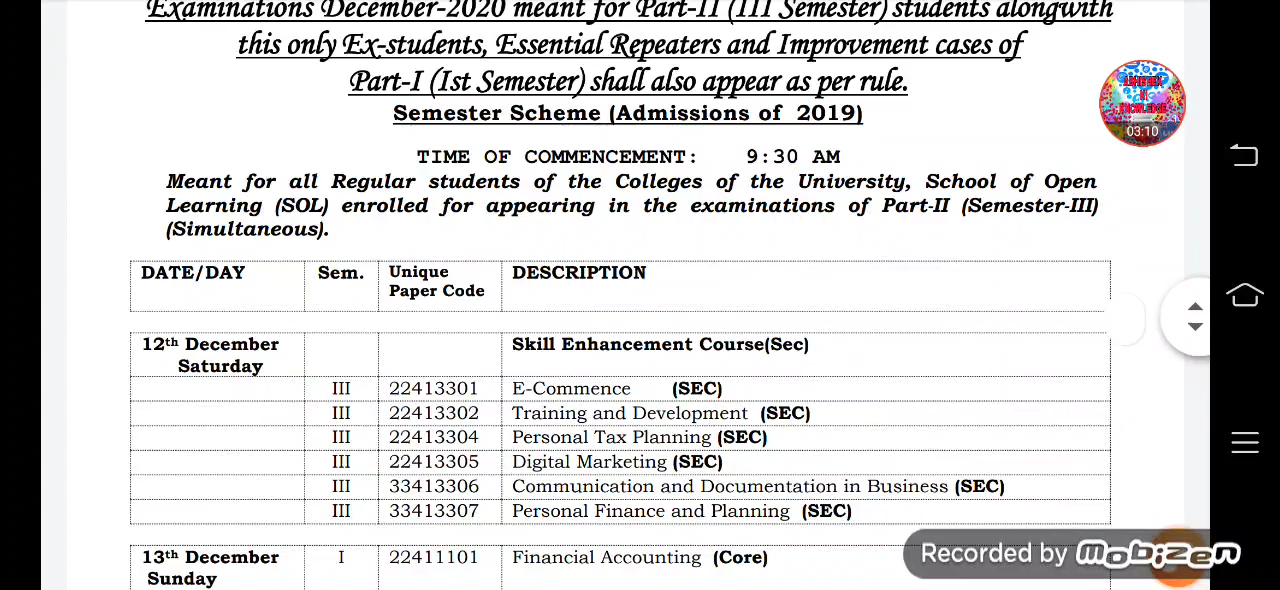 Examinations December-2020 meant for Part-II (III Semester) students alongwith
this only Ex-students, Essential Repeaters and Improvement cases of
Part-I (Ist Semester) shall also appear as per rule.
Semester Scheme (Admissions of 2019)
TIME OF COMMENCEMENT: 9:30 AM
Meant for all Regular students of the Colleges of the University, School of Open
Learning (SOL) enrolled for appearing in the examinations of Part-II (Semester-III)
(Simultaneous).
DATE/DAY Sem. Unique Paper Code DESCRIPTION
12th December Saturday Skill Enhancement Course(Sec)
III 22413301 E-Commence (SEC)
III 22413302 Training and Development (SEC)
III 22413304 Personal Tax Planning (SEC)
III 22413305 Digital Marketing (SEC)
III 33413306 Communication and Documentation in Business (SEC)
III 33413307 Personal Finance and Planning (SEC)
13th December Sunday I 22411101 Financial Accounting (Core)
KNOWLEDGE
03:10
Recorded by Mobizen